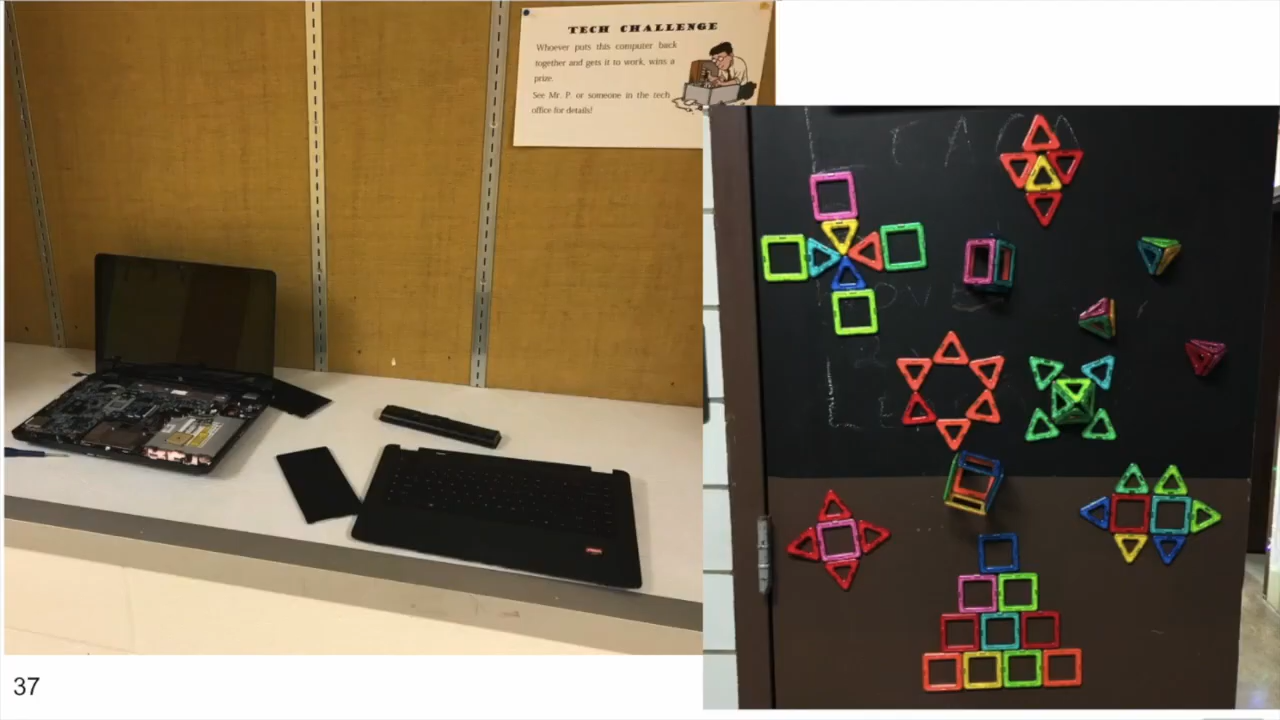 TECH CHALLENGE
Whoever puts this computer back
together and gets it to work, wins a
prize.
See Mr. P. or someone in the tech
office for details!
37